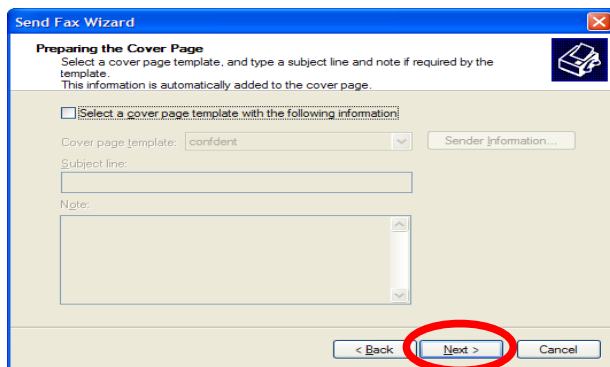 Send Fax Wizard
Preparing the Cover Page
Select a cover page template, and type a subject line and note if required by the
template.
This information is automatically added to the cover page.
Select a cover page template with the following information
Cover page template: confdent Sender Information...
Subject line:
Note:
< Back Next > Cancel